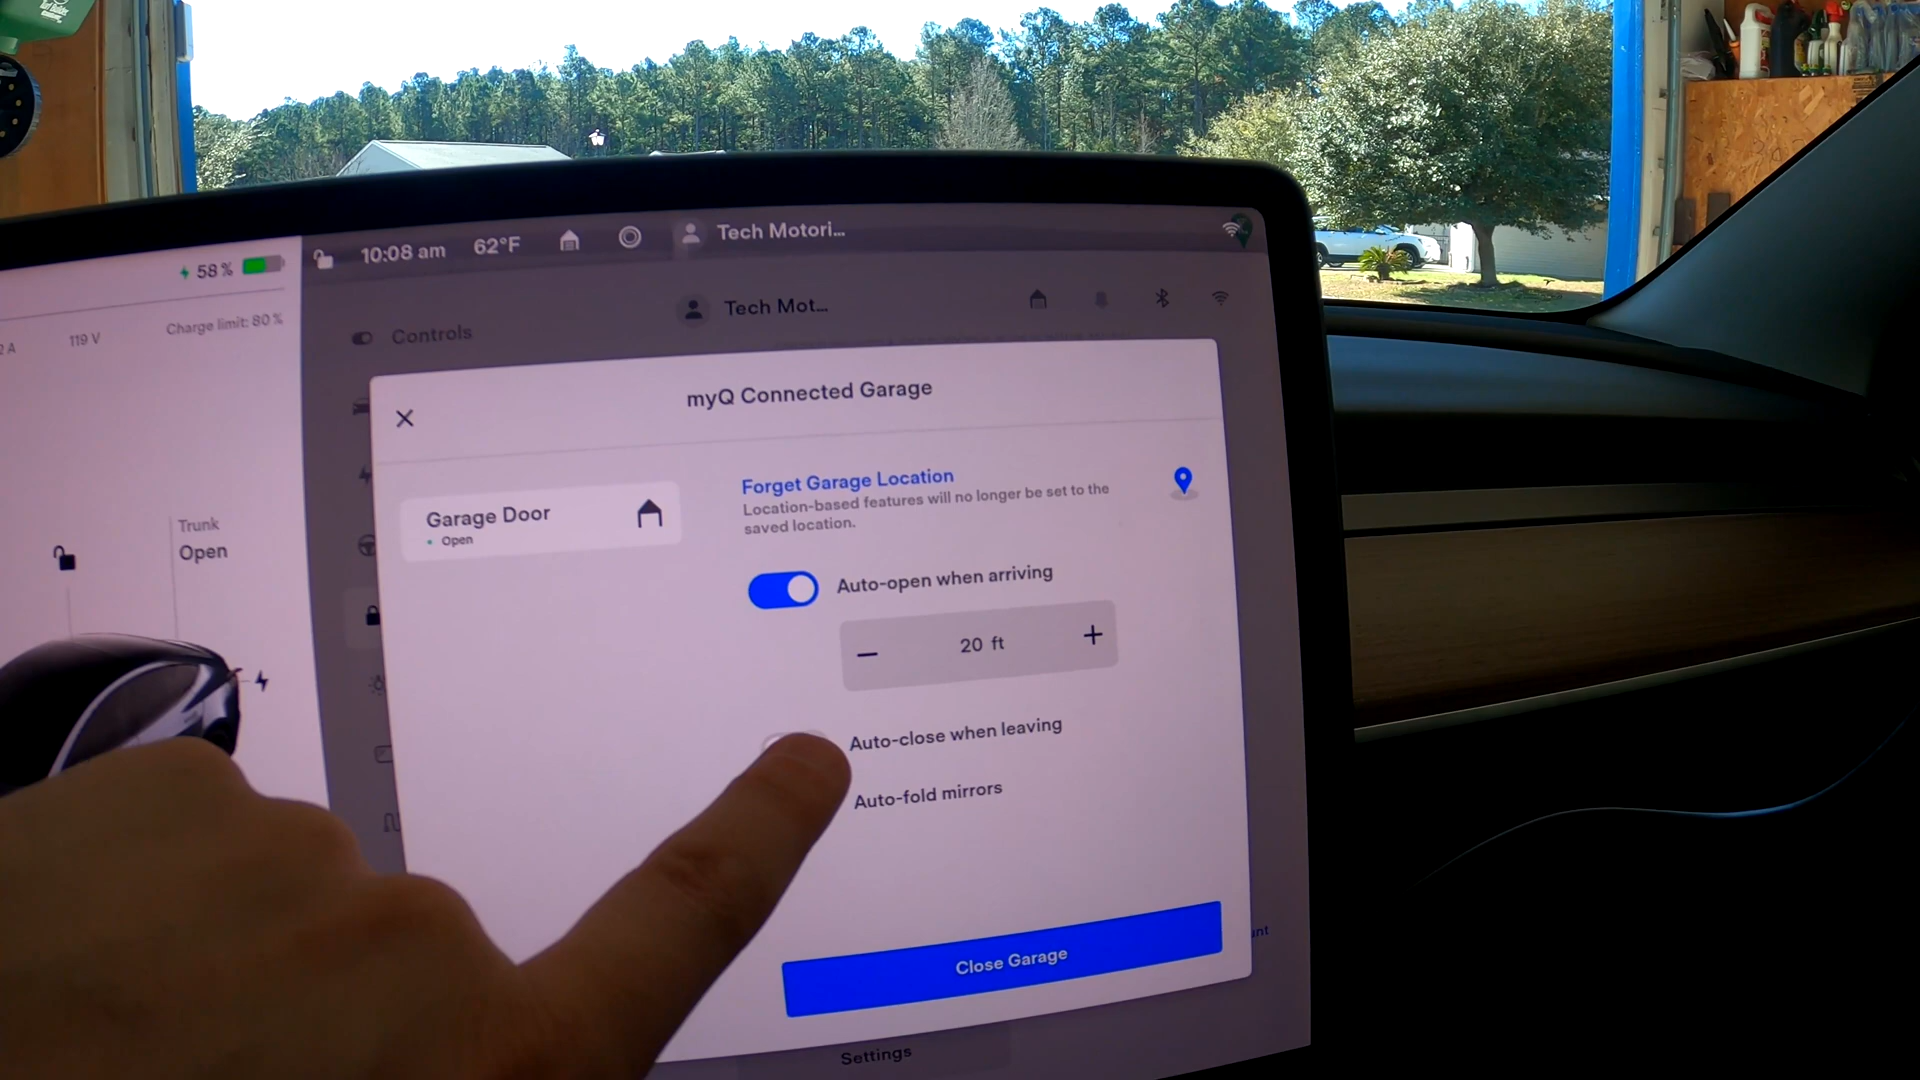 58%
10:08 am
62°F
Tech Motori...
119 V
Charge limit: 80%
Controls
Tech Mot...
myQ Connected Garage
Garage Door
Open
Forget Garage Location
Location-based features will no longer be set to the
saved location.
Trunk
Open
Auto-open when arriving
20 ft
Auto-close when leaving
Auto-fold mirrors
Close Garage
Settings